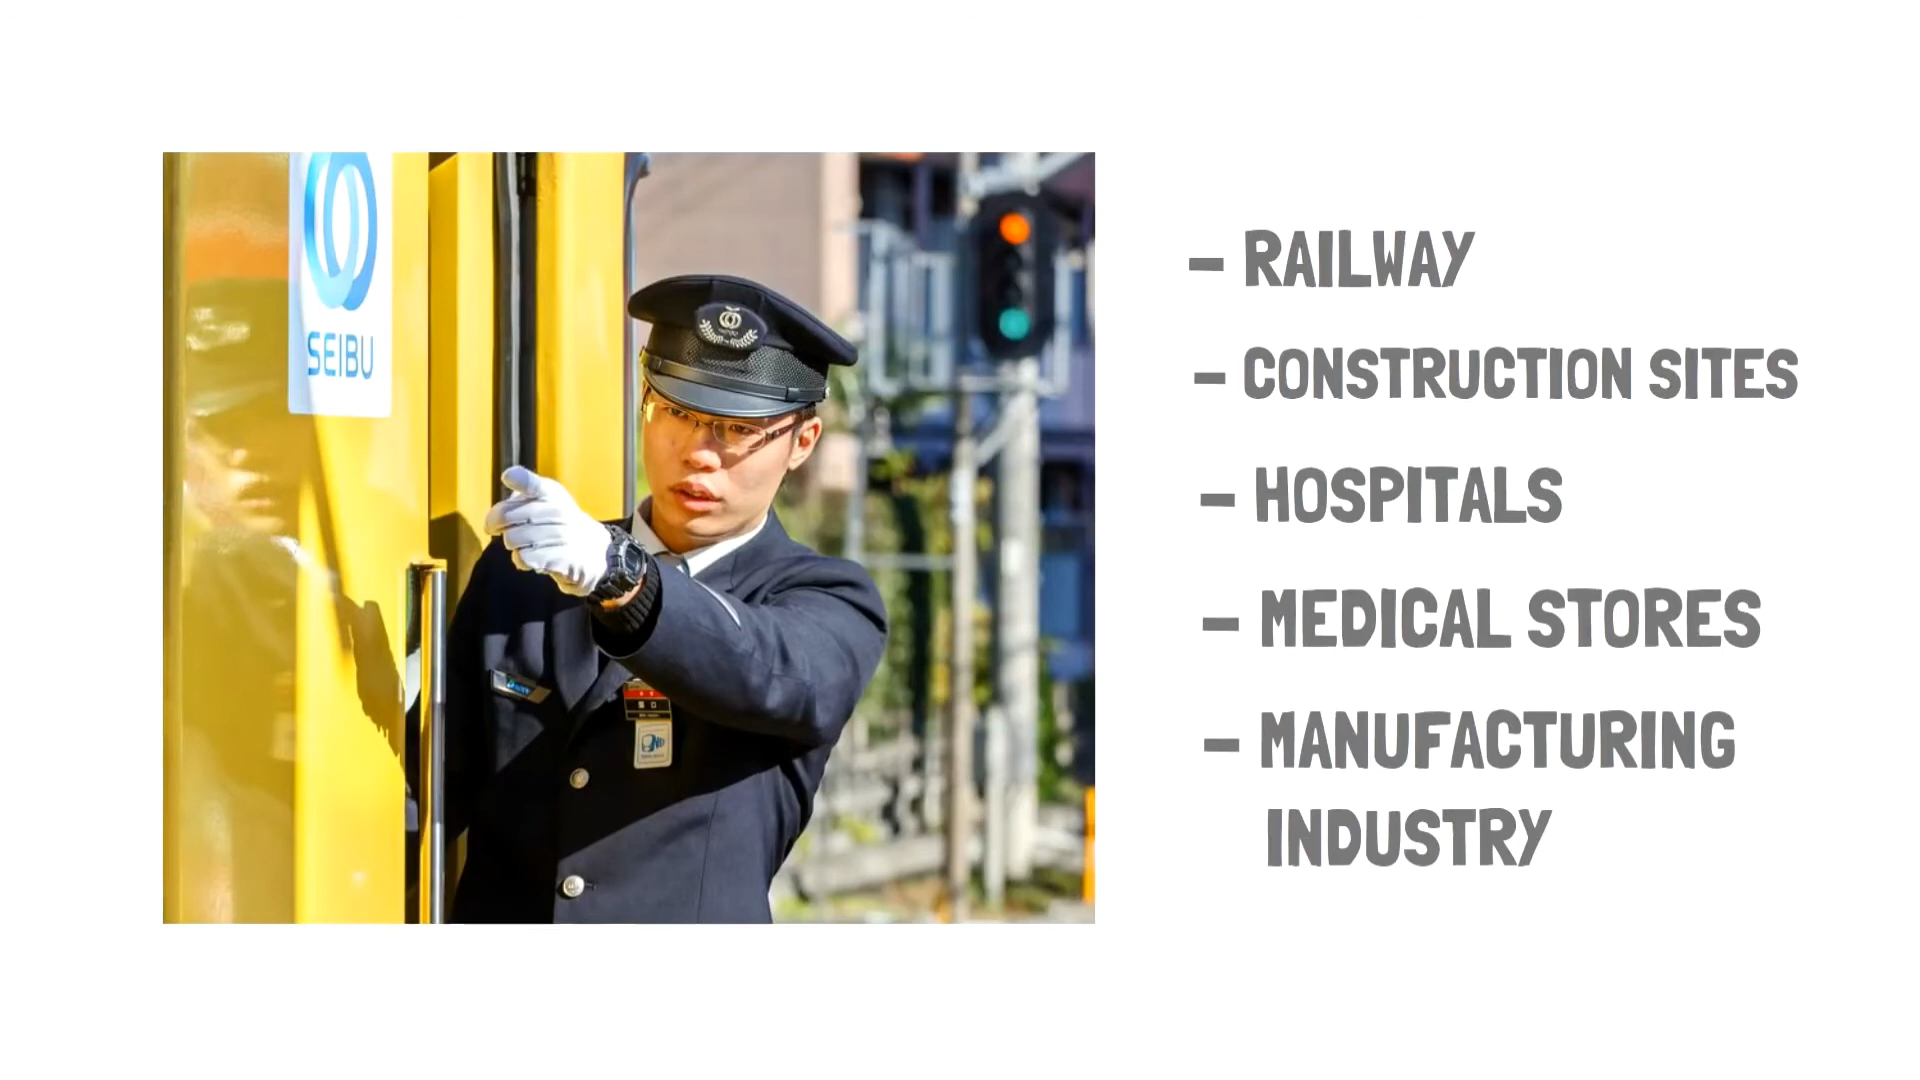 SEIBU
– RAILWAY
– CONSTRUCTION SITES
– HOSPITALS
– MEDICAL STORES
– MANUFACTURING
INDUSTRY